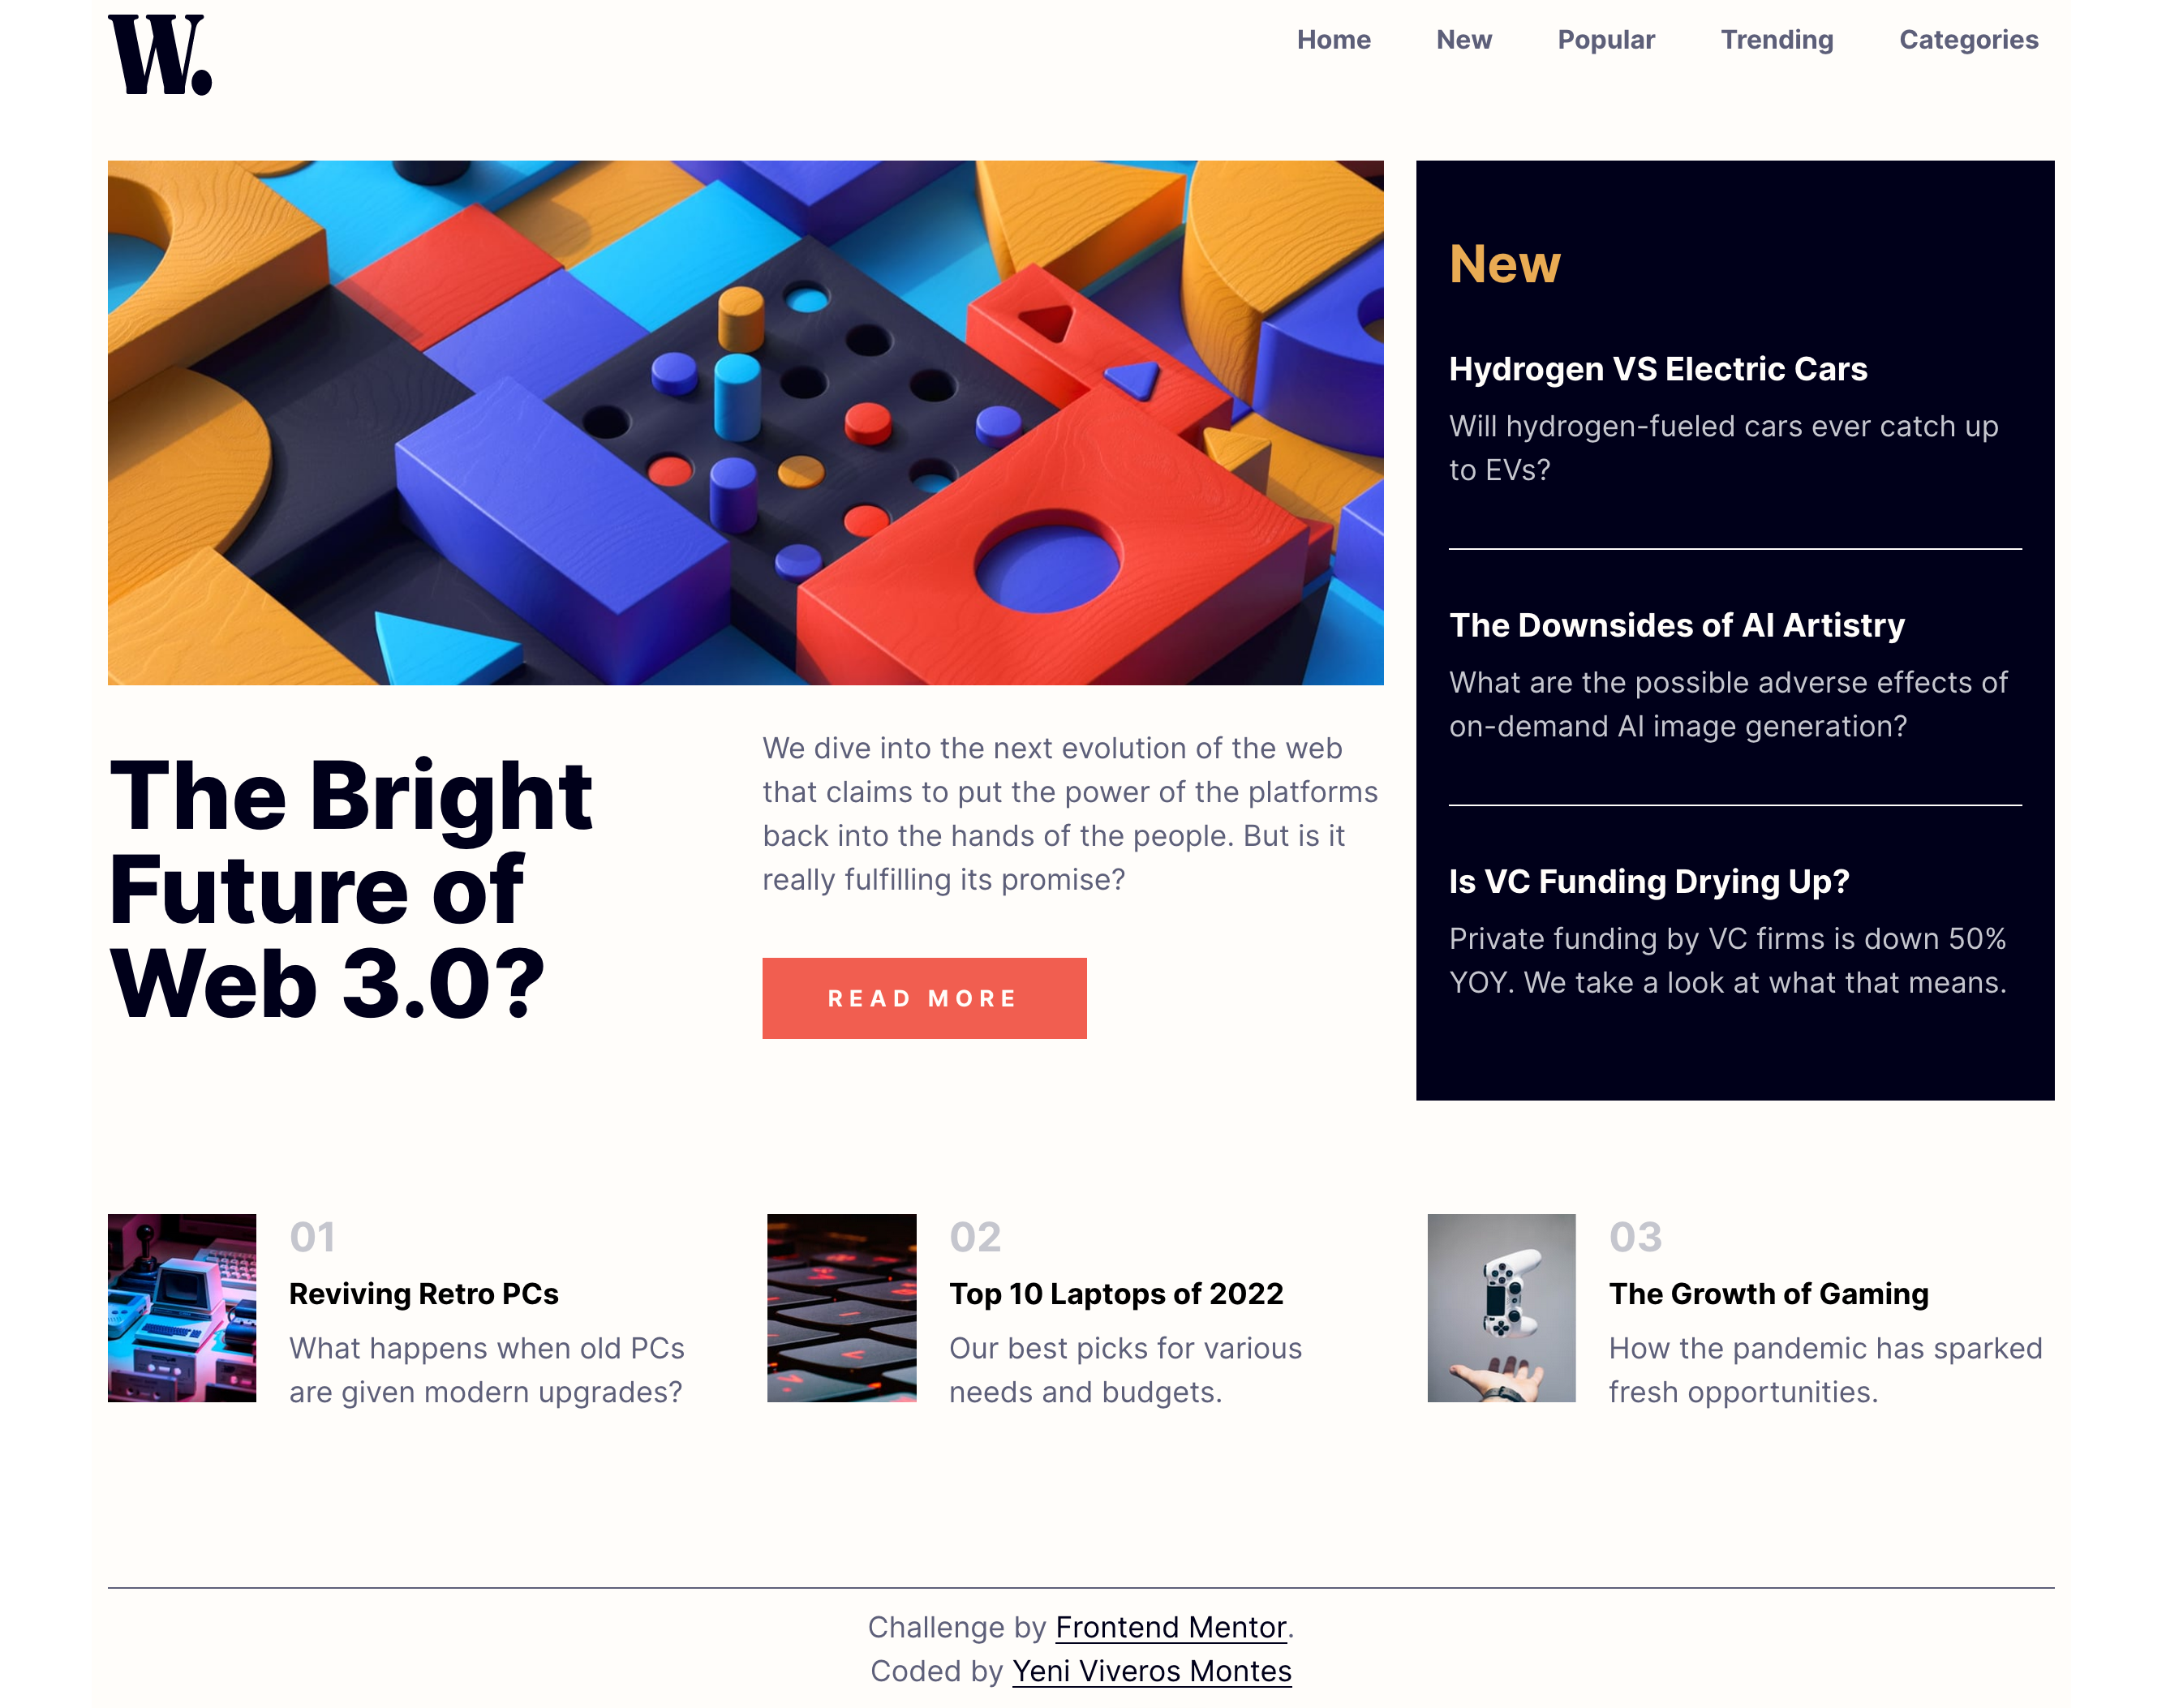 W.
Home New Popular Trending Categories
The Bright
Future of
Web 3.0?
We dive into the next evolution of the web
that claims to put the power of the platforms
back into the hands of the people. But is it
really fulfilling its promise?
READ MORE
New
Hydrogen VS Electric Cars
Will hydrogen-fueled cars ever catch up
to EVs?
The Downsides of AI Artistry
What are the possible adverse effects of
on-demand AI image generation?
Is VC Funding Drying Up?
Private funding by VC firms is down 50%
YOY. We take a look at what that means.
01
Reviving Retro PCs
What happens when old PCs
are given modern upgrades?
02
Top 10 Laptops of 2022
Our best picks for various
needs and budgets.
03
The Growth of Gaming
How the pandemic has sparked
fresh opportunities.
Challenge by Frontend Mentor.
Coded by Yeni Viveros Montes